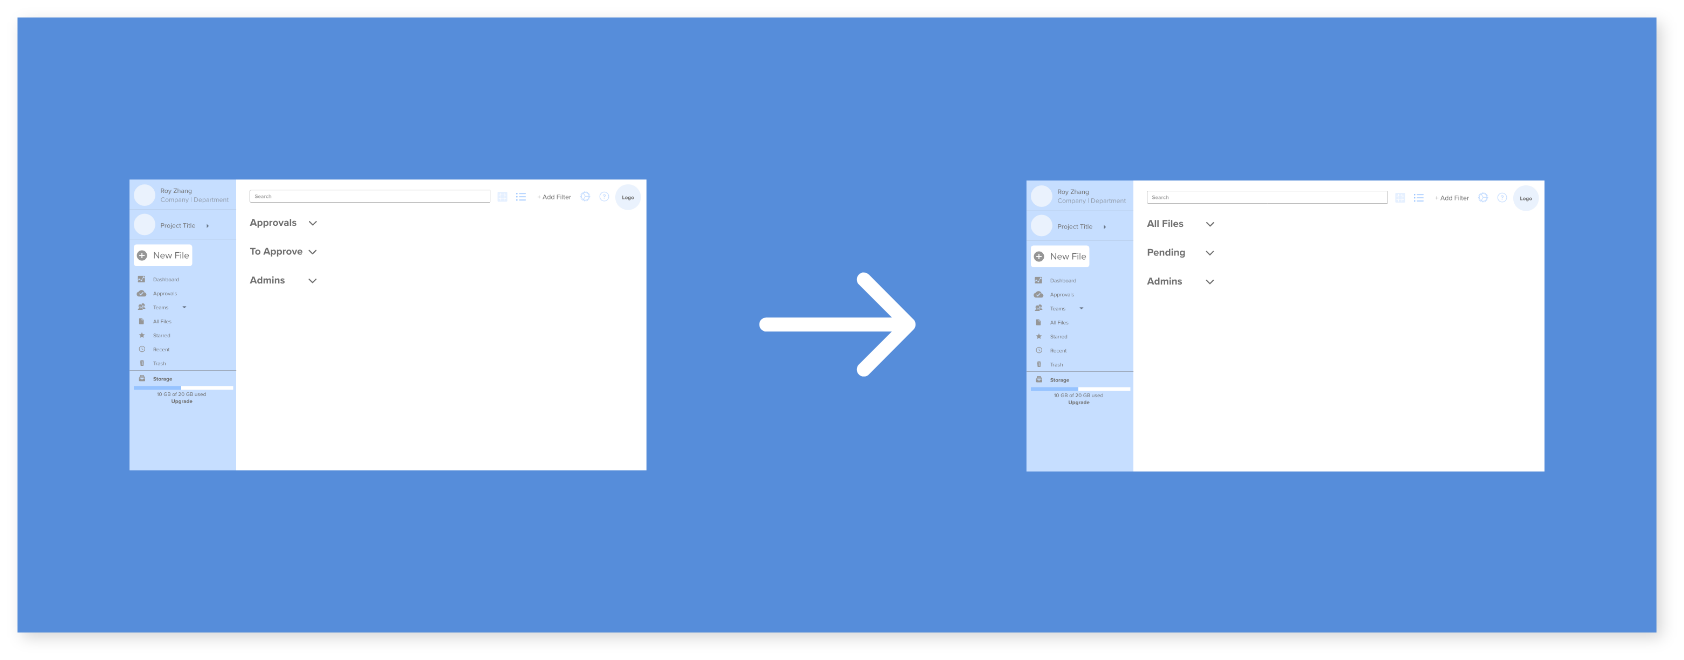 Roy Zhang
Company | Department
Project Title
New File
Dashboard
Approvals
Teams
All Files
Starred
Recent
Trash
Storage
10 GB of 20 GB used
Upgrade
Search
+ Add Filter
?
Logo
Approvals
To Approve
Admins
Roy Zhang
Company | Department
Project Title
New File
Dashboard
Approvals
Teams
All Files
Starred
Recent
Trash
Storage
10 GB of 20 GB used
Upgrade
Search
+ Add Filter
?
Logo
All Files
Pending
Admins